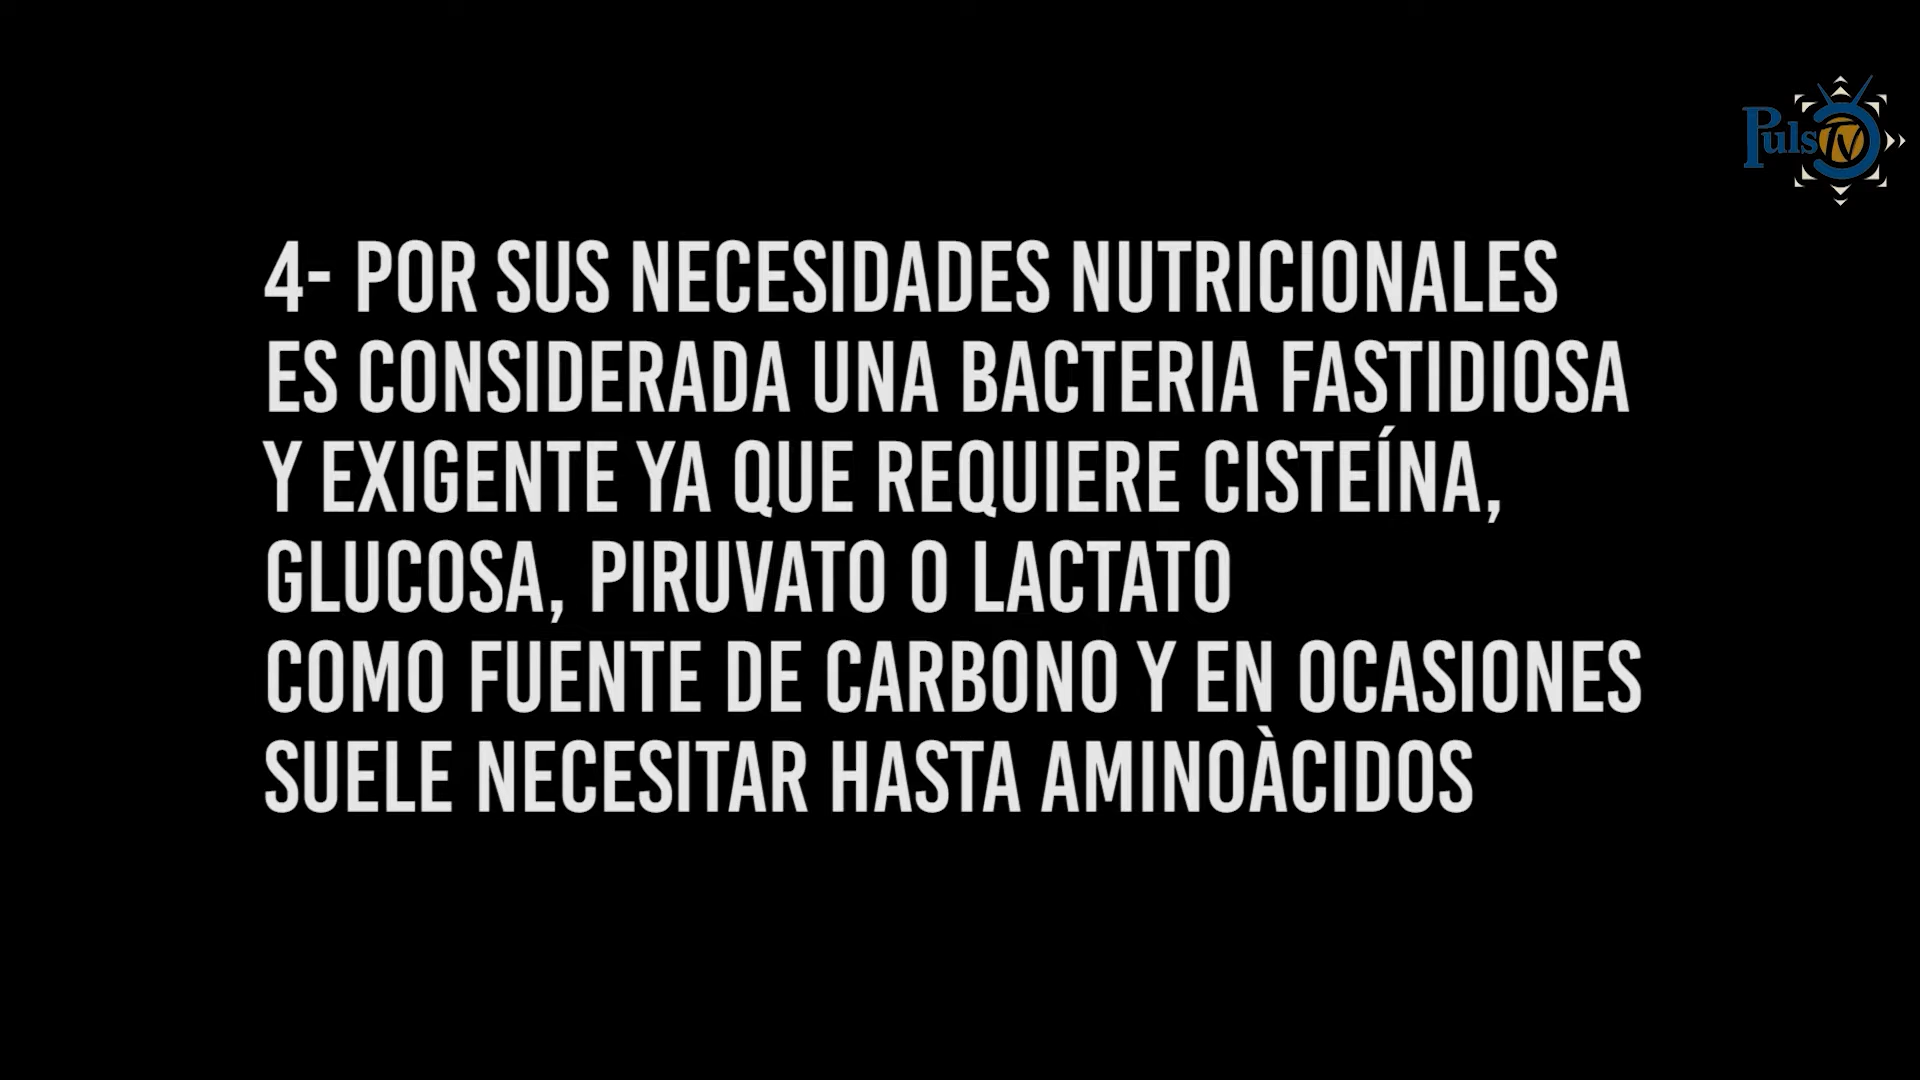 PulsTV
4- POR SUS NECESIDADES NUTRICIONALES
ES CONSIDERADA UNA BACTERIA FASTIDIOSA
Y EXIGENTE YA QUE REQUIERE CISTEÍNA,
GLUCOSA, PIRUVATO O LACTATO
COMO FUENTE DE CARBONO Y EN OCASIONES
SUELE NECESITAR HASTA AMINOÀCIDOS